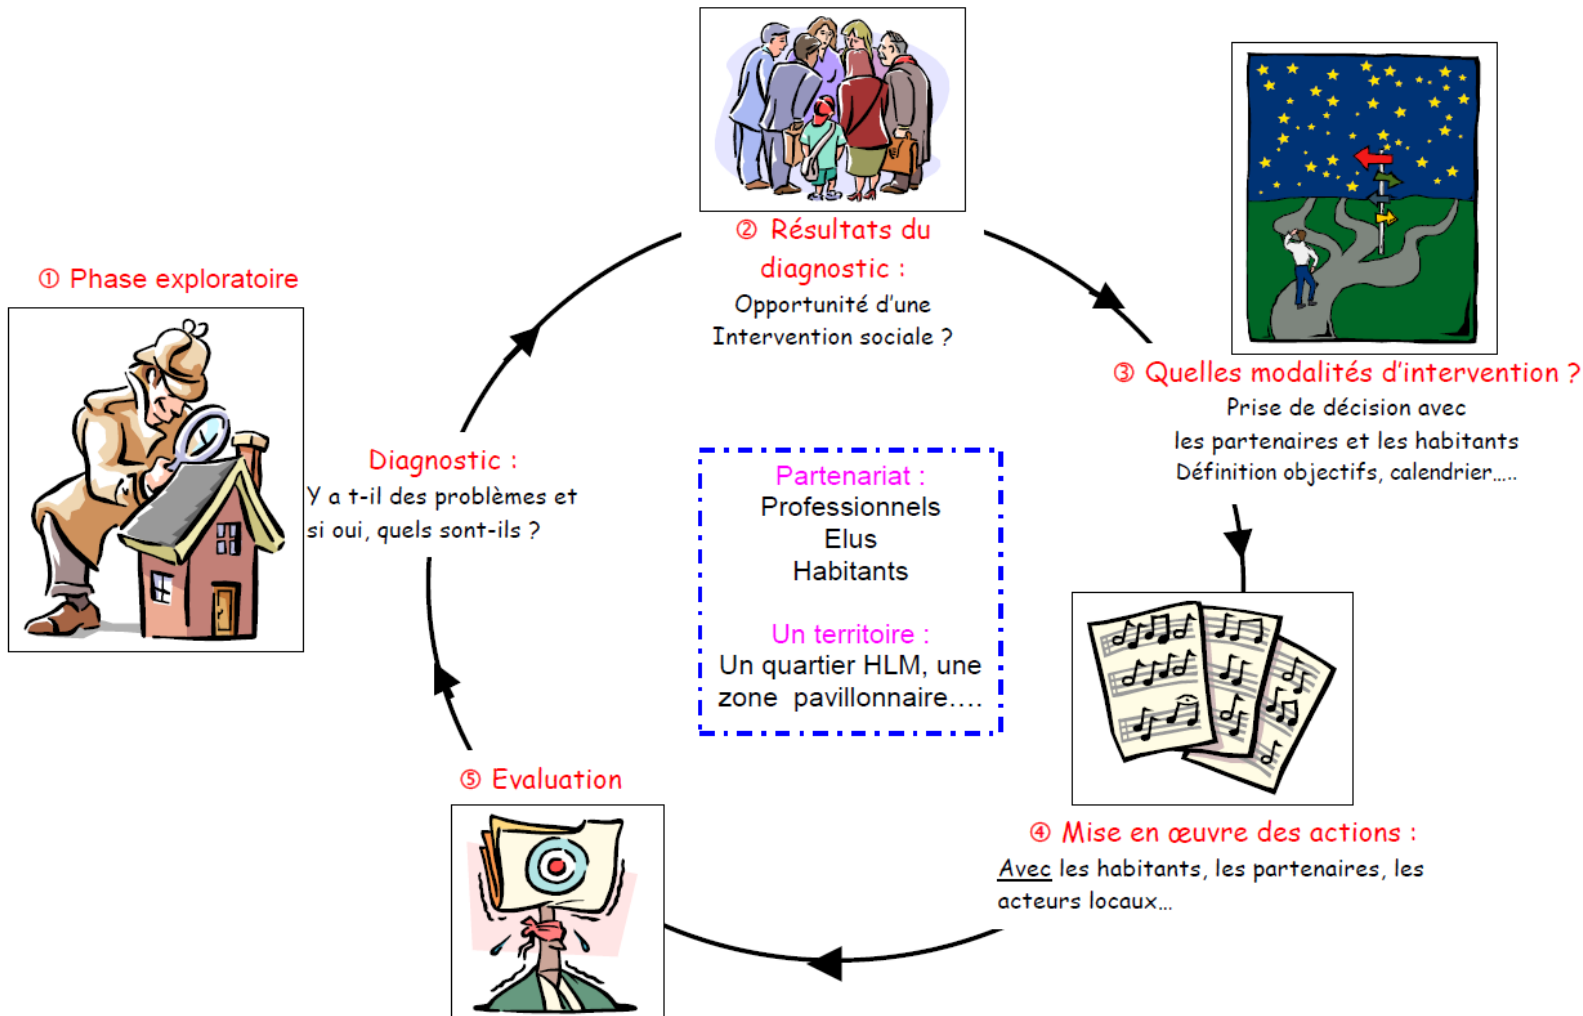 ① Phase exploratoire
Diagnostic :
Y a t-il des problèmes et
si oui, quels sont-ils ?
② Résultats du
diagnostic :
Opportunité d'une
Intervention sociale ?
③ Quelles modalités d'intervention ?
Prise de décision avec
les partenaires et les habitants
Définition objectifs, calendrier…..
Partenariat :
Professionnels
Elus
Habitants
Un territoire :
Un quartier HLM, une
zone pavillonnaire….
④ Mise en œuvre des actions :
Avec les habitants, les partenaires, les
acteurs locaux…
⑤ Evaluation